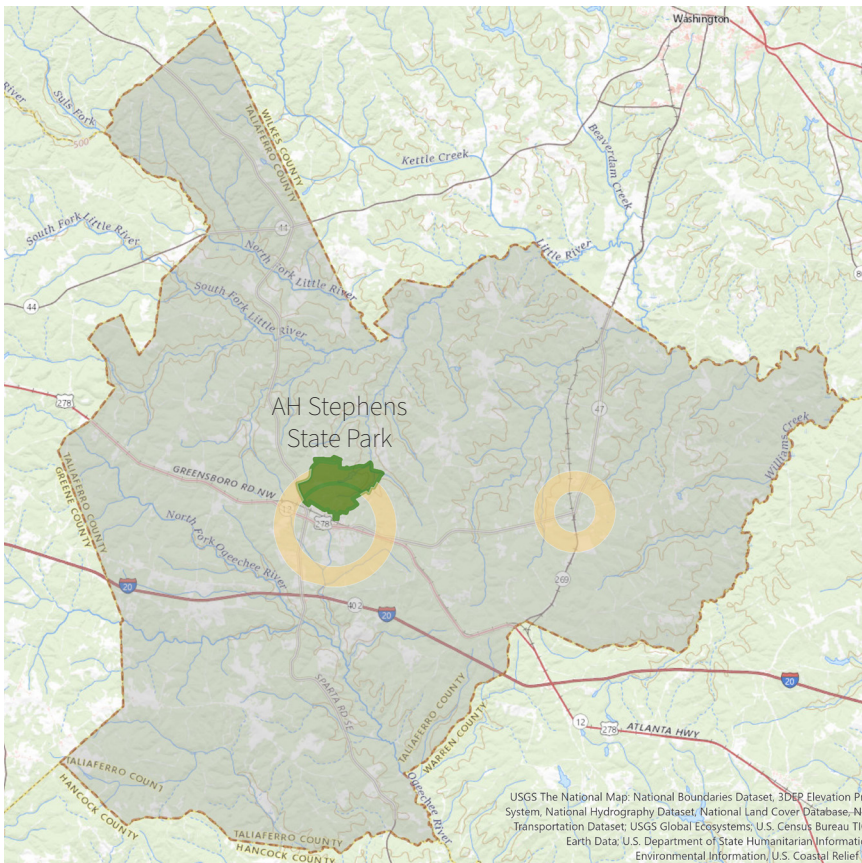 Washington
River
Suls Fork
500
WILKES COUNTY
TALIAFERRO COUNTY
Kettle Creek
Beaverdam Creek
South Fork Little River
44
North Fork Little River
Little River
44
South Fork Little River
278
AH Stephens
State Park
47
Williams Creek
TALIAFERRO COUNTY
GREENE COUNTY
GREENSBORO RD NW
12
278
North Fork Ogeechee River
20
402
20
269
SPARTA RD SE
TALIAFERRO COUNTY
WARREN COUNTY
20
12
278
ATLANTA HWY
TALIAFERRO COUNT
HANCOCK COUNTY
Ogeechee River
TALIAFERRO COUNTY
HANCOCK COUNTY
USGS The National Map: National Boundaries Dataset, 3DEP Elevation P
System, National Hydrography Dataset, National Land Cover Database, N
Transportation Dataset; USGS Global Ecosystems; U.S. Census Bureau TI
Earth Data; U.S. Department of State Humanitarian Informati
Environmental Information, U.S. Coastal Relief